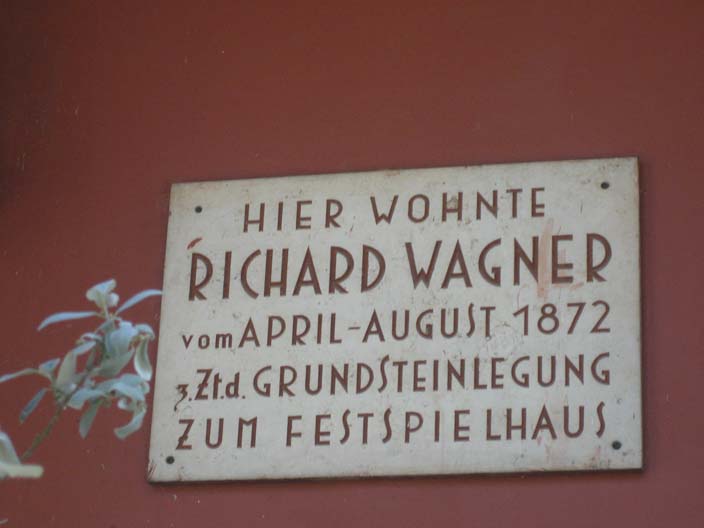 HIER WOHNTE
RICHARD WAGNER
vom APRIL-AUGUST 1872
z.Zt.d. GRUNDSTEINLEGUNG
ZUM FESTSPIELHAUS